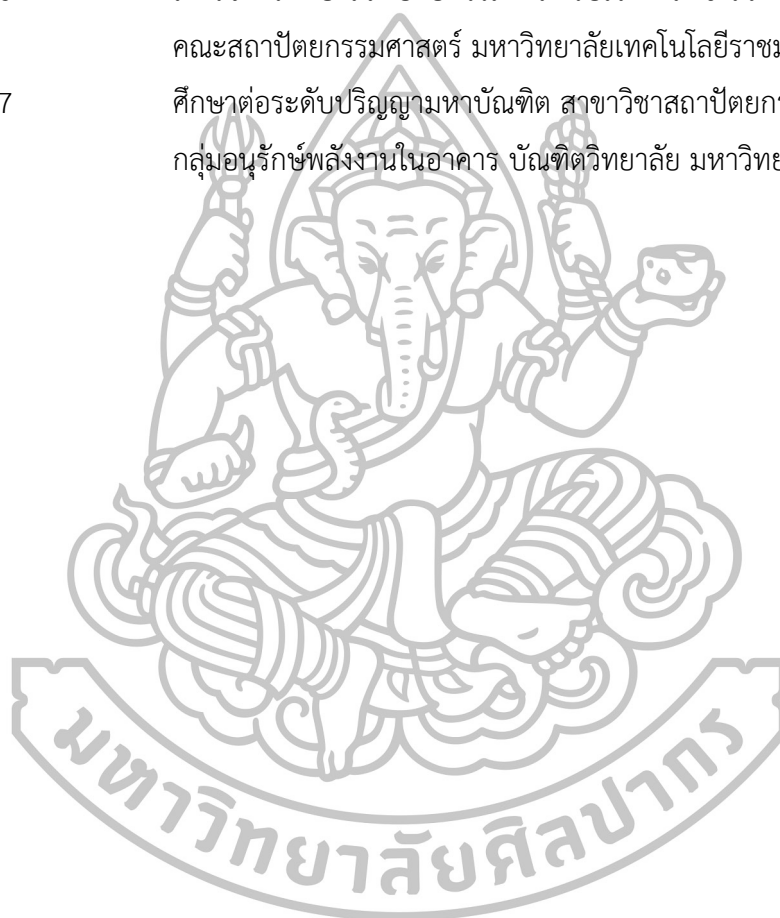 คณะสถาปัตยกรรมศาสตร์ มหาวิทยาลัยเทคโนโลยีราชม
7 ศึกษาต่อระดับปริญญามหาบัณฑิต สาขาวิชาสถาปัตยก
กลุ่มอนุรักษ์พลังงานในอาคาร บัณฑิตวิทยาลัย มหาวิทย
มหาวิทยาลัยศิลปากร